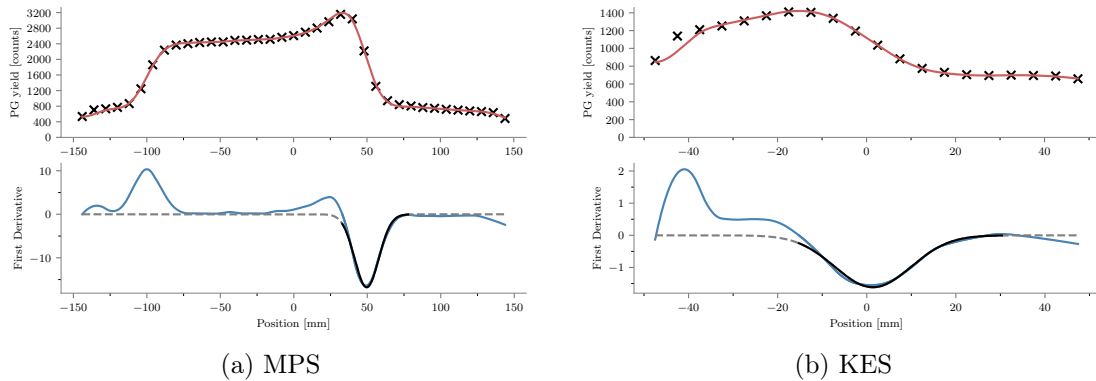 PG yield [counts]
3200
2800
2400
2000
1600
1200
800
400
0
−150 −100 −50 0 50 100 150
First Derivative
10
0
−10
−150 −100 −50 0 50 100 150
Position [mm]
(a) MPS
PG yield [counts]
1400
1200
1000
800
600
400
200
0
−40 −20 0 20 40
First Derivative
2
1
0
−1
−40 −20 0 20 40
Position [mm]
(b) KES